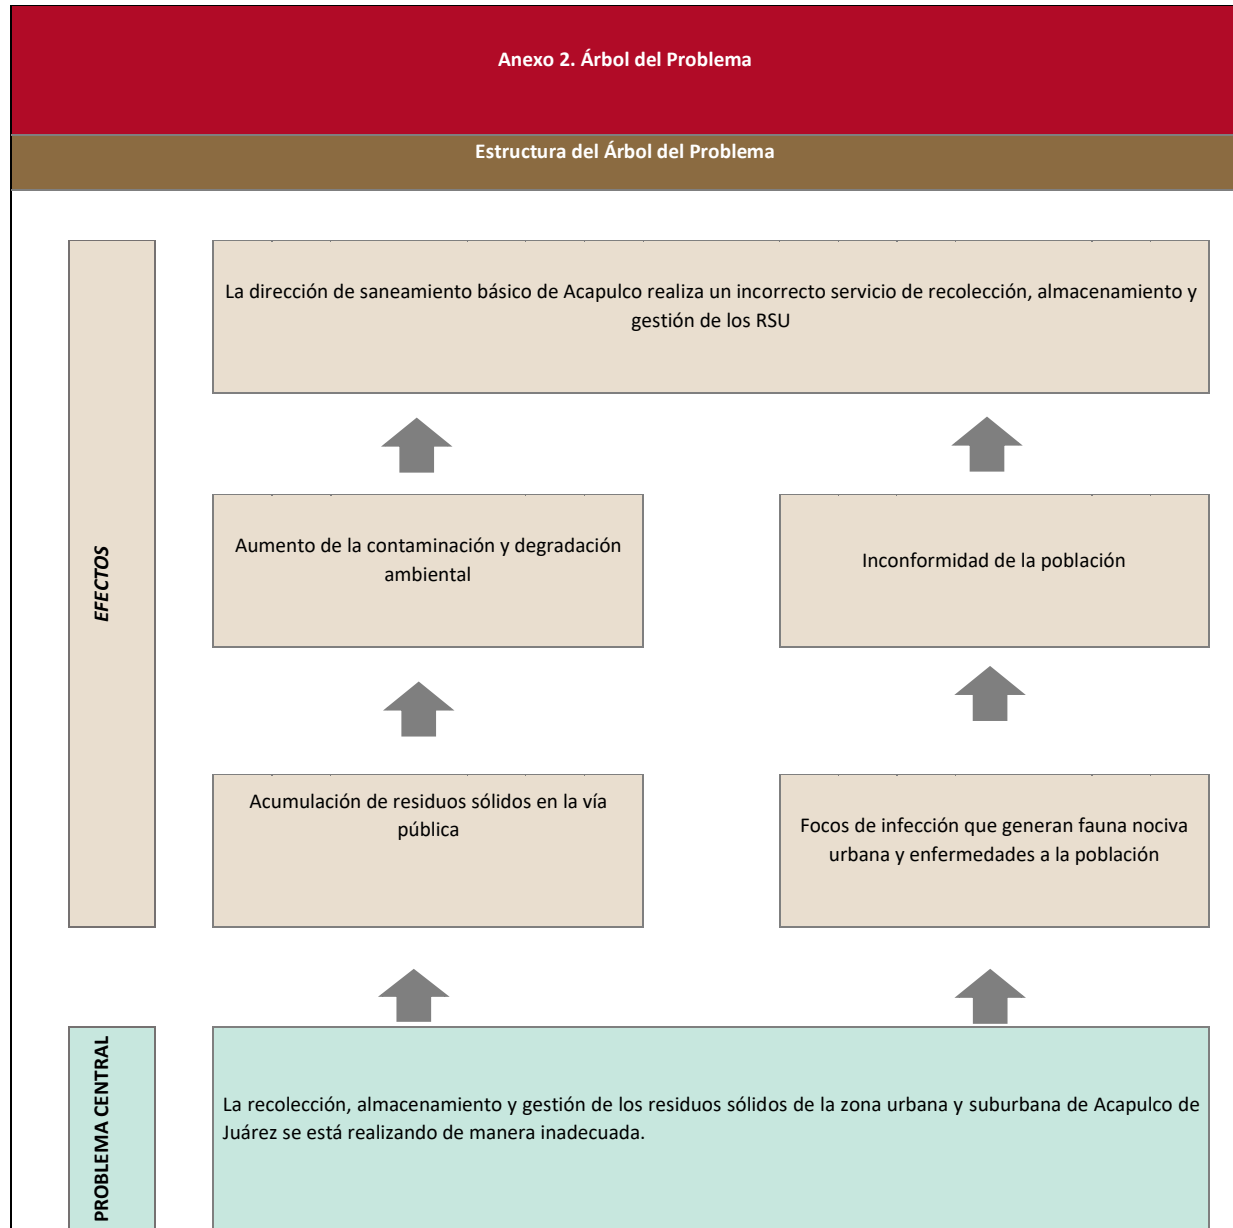 Anexo 2. Árbol del Problema
Estructura del Árbol del Problema
EFECTOS
La dirección de saneamiento básico de Acapulco realiza un incorrecto servicio de recolección, almacenamiento y
gestión de los RSU
Aumento de la contaminación y degradación
ambiental
Inconformidad de la población
Acumulación de residuos sólidos en la vía
pública
Focos de infección que generan fauna nociva
urbana y enfermedades a la población
PROBLEMA CENTRAL
La recolección, almacenamiento y gestión de los residuos sólidos de la zona urbana y suburbana de Acapulco de
Juárez se está realizando de manera inadecuada.